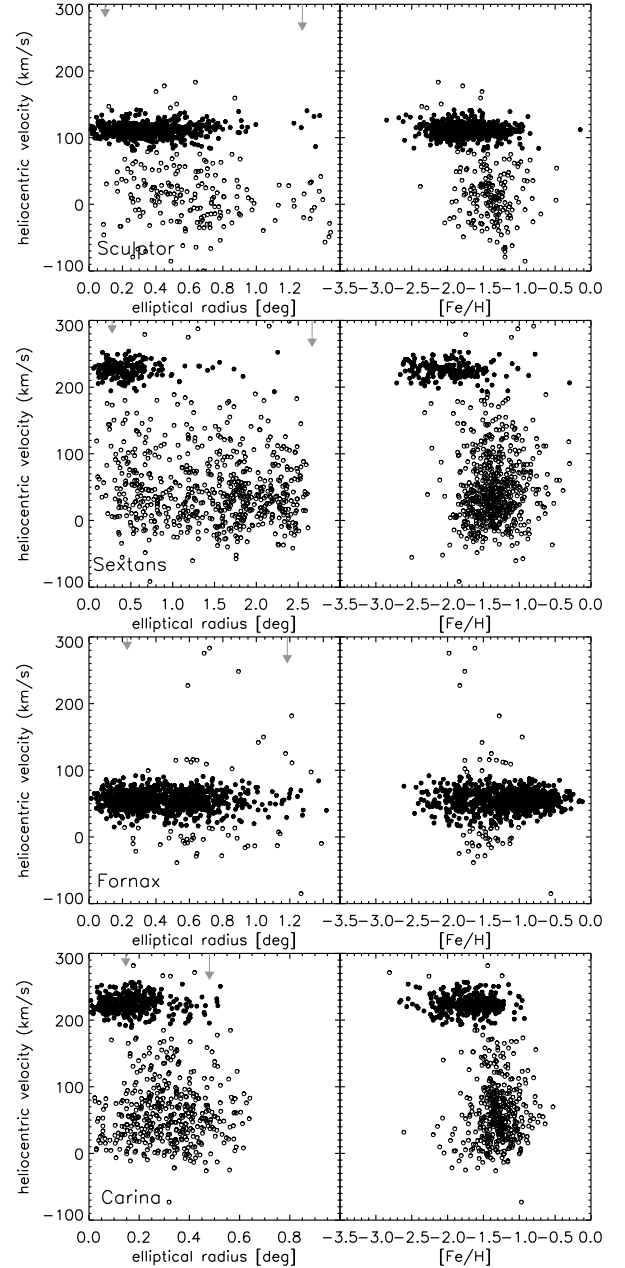 300
200
100
0
−100
heliocentric velocity (km/s)
Sculptor
0.0 0.2 0.4 0.6 0.8 1.0 1.2 −3.5−3.0−2.5−2.0−1.5−1.0−0.5 0.0
elliptical radius [deg] [Fe/H]
300
200
100
0
−100
heliocentric velocity (km/s)
Sextans
0.0 0.5 1.0 1.5 2.0 2.5 −3.5−3.0−2.5−2.0−1.5−1.0−0.5 0.0
elliptical radius [deg] [Fe/H]
300
200
100
0
−100
heliocentric velocity (km/s)
Fornax
0.0 0.2 0.4 0.6 0.8 1.0 1.2 −3.5−3.0−2.5−2.0−1.5−1.0−0.5 0.0
elliptical radius [deg] [Fe/H]
300
200
100
0
−100
heliocentric velocity (km/s)
Carina
0.0 0.2 0.4 0.6 0.8 −3.5−3.0−2.5−2.0−1.5−1.0−0.5 0.0
elliptical radius [deg] [Fe/H]